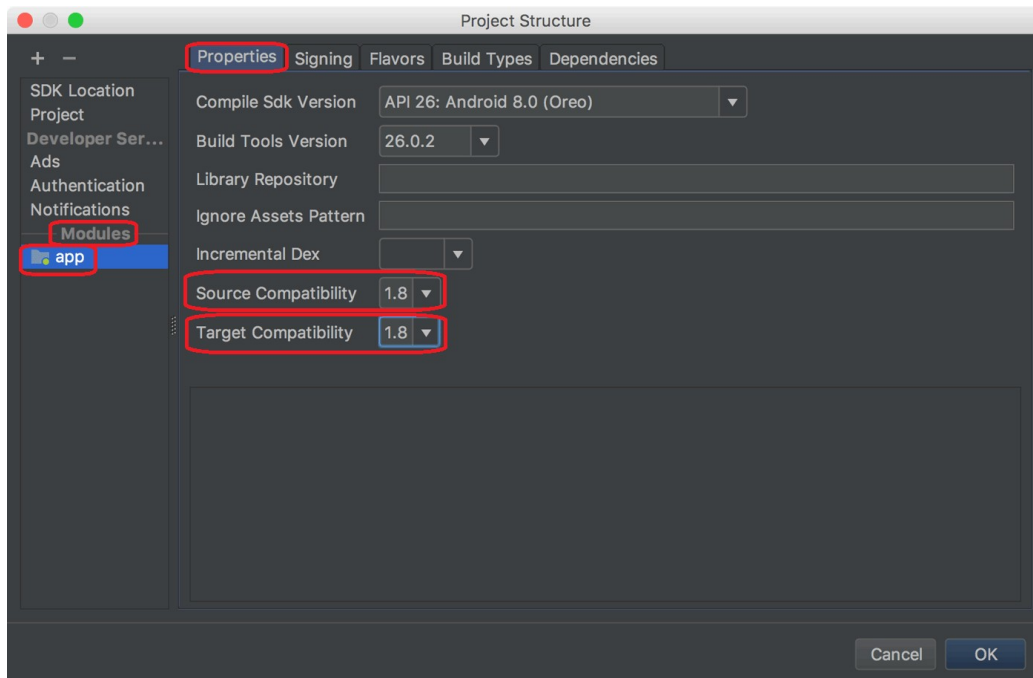 Project Structure
+ −
SDK Location
Project
Developer Ser...
Ads
Authentication
Notifications
Modules
app
Properties Signing Flavors Build Types Dependencies
Compile Sdk Version API 26: Android 8.0 (Oreo)
Build Tools Version 26.0.2
Library Repository
Ignore Assets Pattern
Incremental Dex
Source Compatibility 1.8
Target Compatibility 1.8
Cancel OK